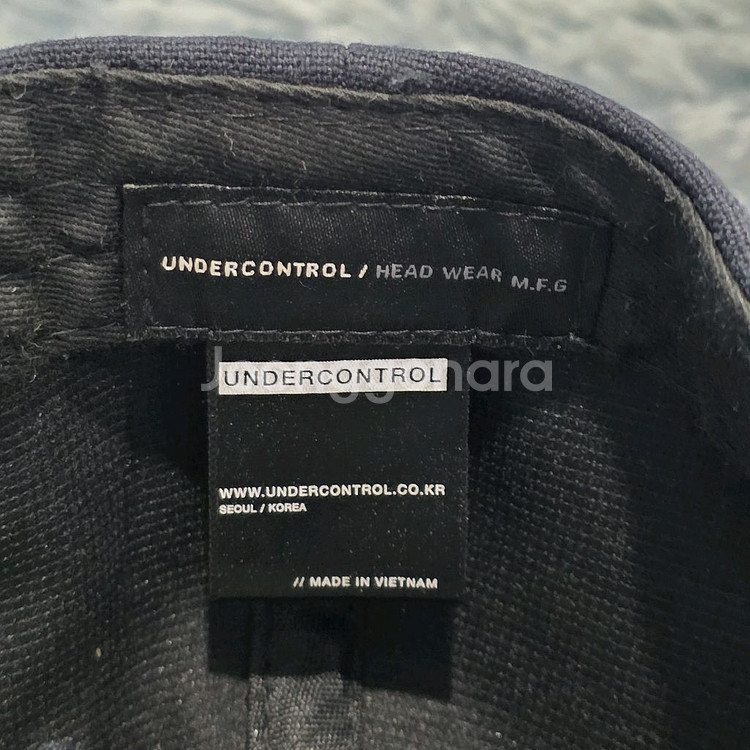 UNDERCONTROL / HEAD WEAR M.F.G
UNDERCONTROL
WWW.UNDERCONTROL.CO.KR
SEOUL / KOREA
// MADE IN VIETNAM